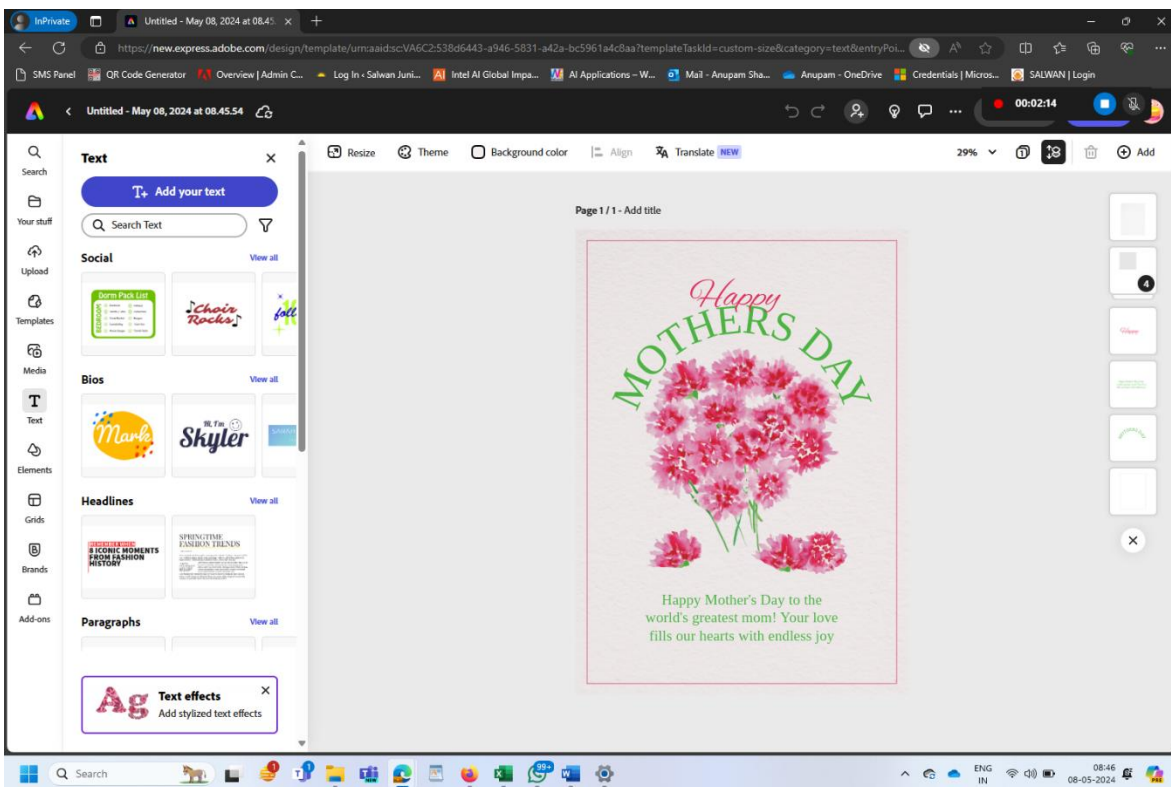 InPrivate
Untitled - May 08, 2024 at 08.45.
https://new.express.adobe.com/design/template/urn:aaid:sc:VA6C2:538d6443-a946-5831-a42a-bc5961a4c8aa?templateTaskId=custom-size&category=text&entryPoi...
SMS Panel
QR Code Generator
Overview | Admin C...
Log In ‹ Salwan Juni...
Intel AI Global Impa...
AI Applications – W...
Mail - Anupam Sha...
Anupam - OneDrive
Credentials | Micros...
SALWAN | Login
Untitled - May 08, 2024 at 08.45.54
00:02:14
Search
Your stuff
Upload
Templates
Media
Text
Elements
Grids
Brands
Add-ons
Text
Add your text
Search Text
Social
View all
Dorm Pack List
BEDROOM
Choir
Rocks
foll
Bios
View all
Mark
Hi, I'm
Skyler
Headlines
View all
REMEMBER WHEN
8 ICONIC MOMENTS
FROM FASHION
HISTORY
SPRINGTIME
FASHION TRENDS
Paragraphs
View all
Ag
Text effects
Add stylized text effects
Resize
Theme
Background color
Align
Translate NEW
29%
Add
Page 1 / 1 - Add title
Happy
MOTHERS DAY
Happy Mother's Day to the
world's greatest mom! Your love
fills our hearts with endless joy
4
Happy
MOTHERS DAY
Search
99+
ENG
IN
08:46
08-05-2024
PRE